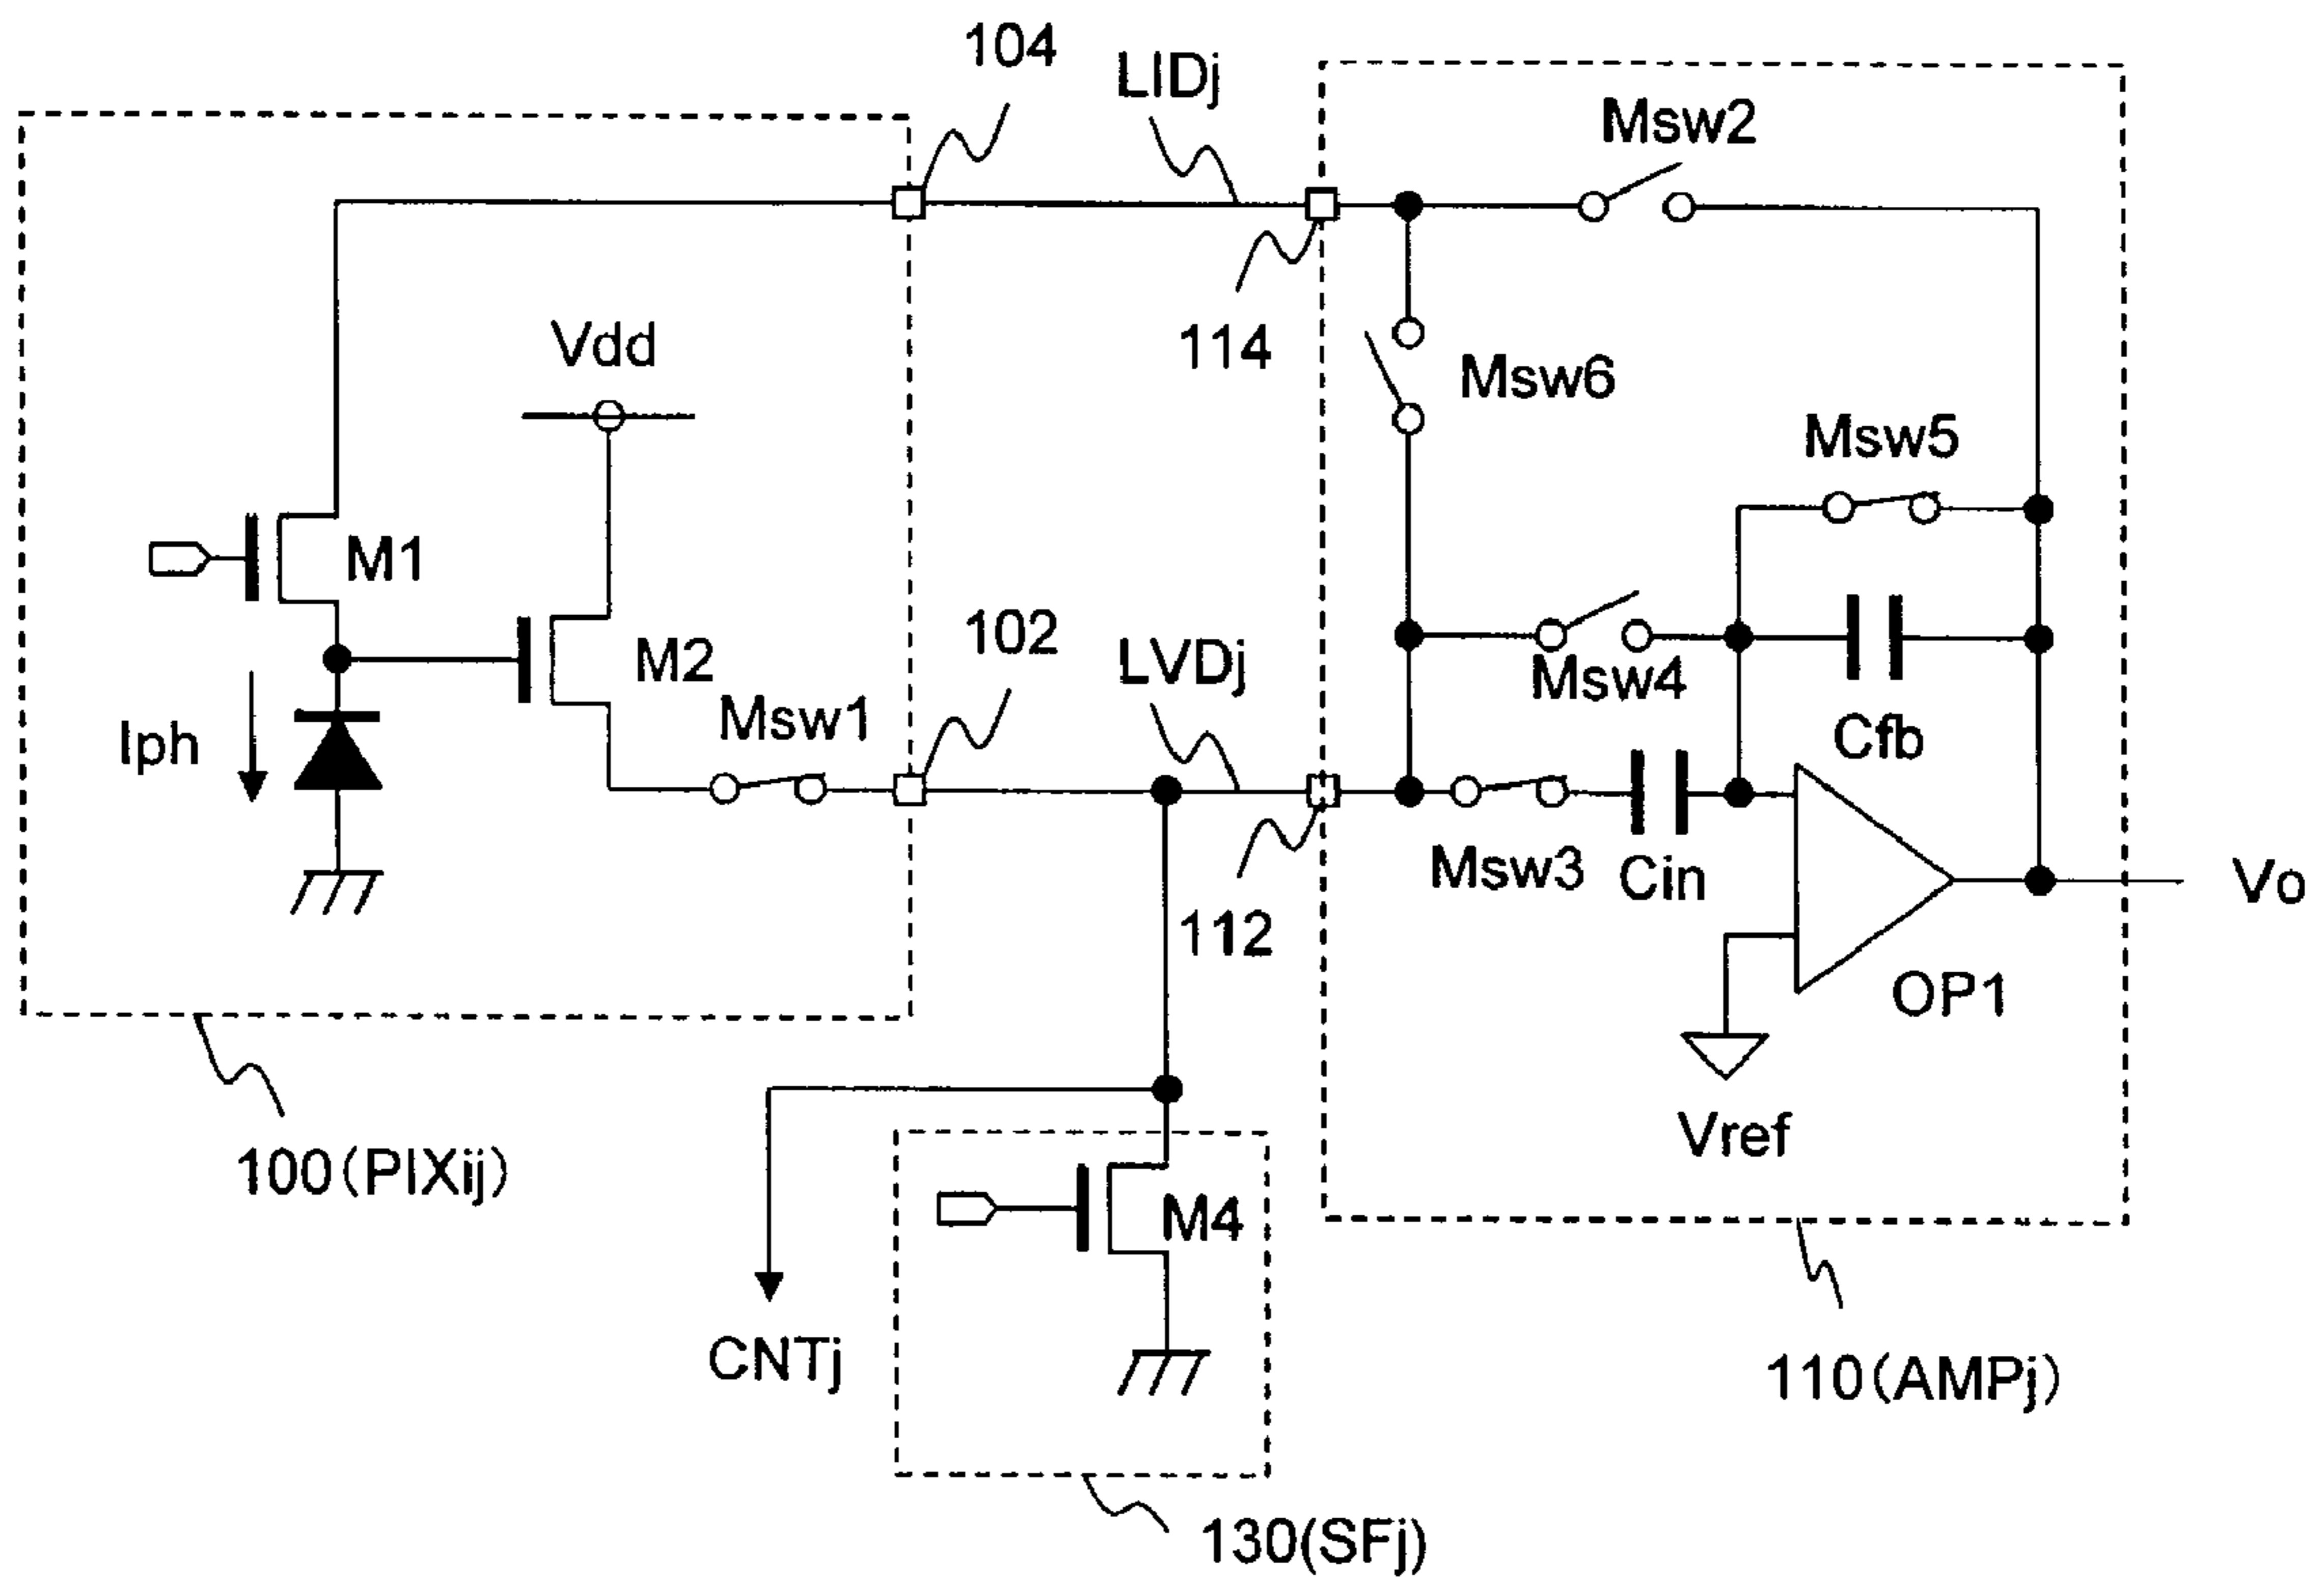 104
LIDj
Msw2
Vdd
114
Msw6
Msw5
M1
102
M2
LVDj
Msw4
Iph
Msw1
Cfb
Msw3
Cin
Vo
112
OP1
Vref
100(PIXij)
M4
CNTj
110(AMPj)
130(SFj)